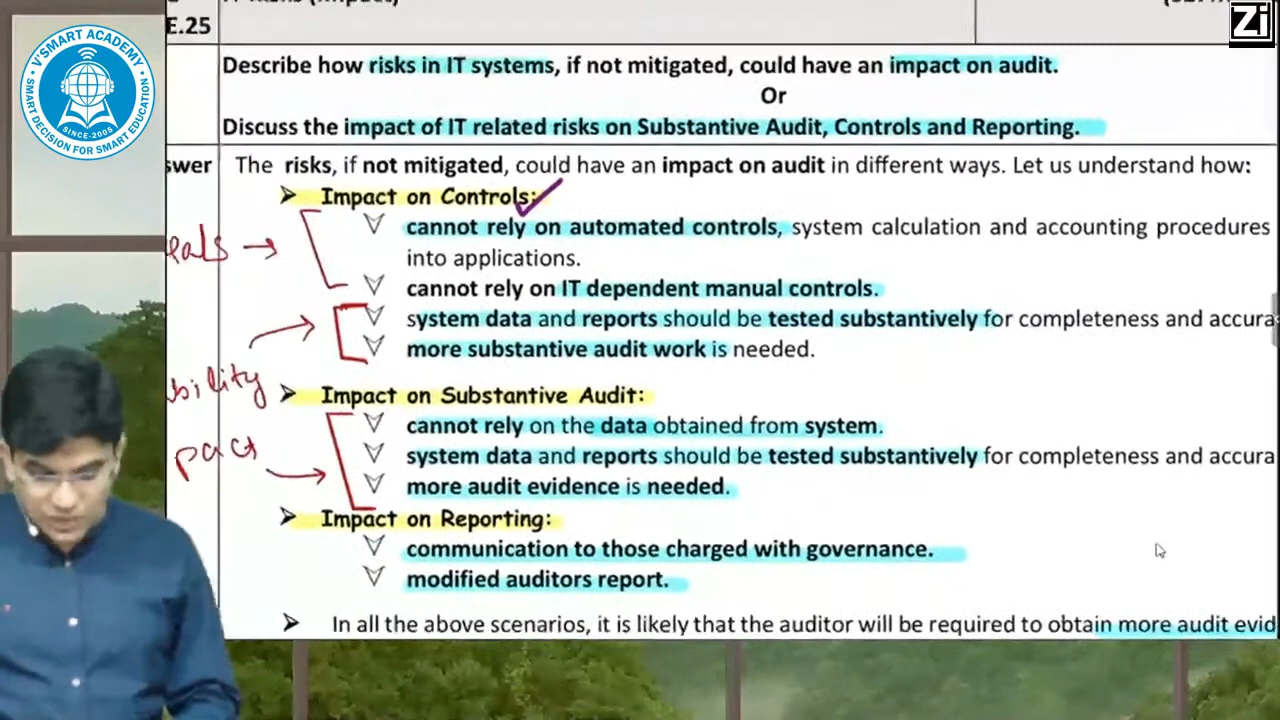 Zi
E.25
V'SMART ACADEMY
SMART DECISION FOR SMART EDUCATION
SINCE-2005
Describe how risks in IT systems, if not mitigated, could have an impact on audit.
Or
Discuss the impact of IT related risks on Substantive Audit, Controls and Reporting.
swer
The risks, if not mitigated, could have an impact on audit in different ways. Let us understand how:
➤ Impact on Controls:
cannot rely on automated controls, system calculation and accounting procedures
eals →
into applications.
cannot rely on IT dependent manual controls.
system data and reports should be tested substantively for completeness and accura
more substantive audit work is needed.
bility
➤ Impact on Substantive Audit:
cannot rely on the data obtained from system.
pact
system data and reports should be tested substantively for completeness and accura
more audit evidence is needed.
➤ Impact on Reporting:
communication to those charged with governance.
modified auditors report.
➤ In all the above scenarios, it is likely that the auditor will be required to obtain more audit evid